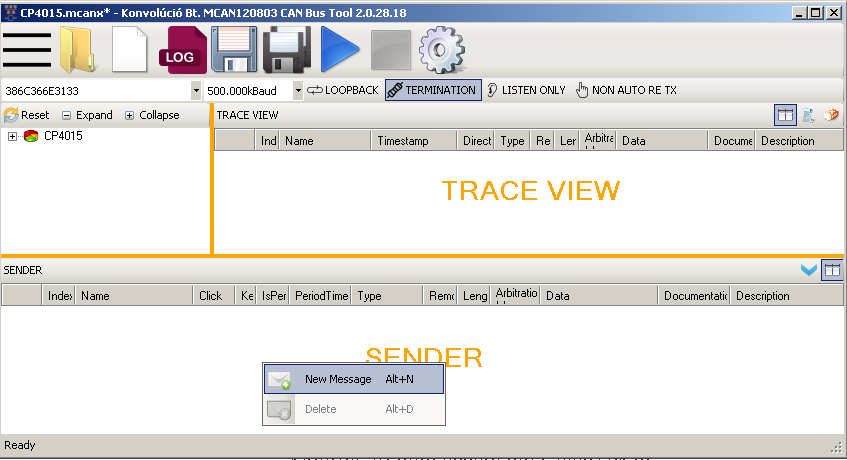 CP4015.mcanx* - Konvolúció Bt. MCAN120803 CAN Bus Tool 2.0.28.18
LOG
386C366E3133 500.000kBaud LOOPBACK TERMINATION LISTEN ONLY NON AUTO RE TX
Reset Expand Collapse TRACE VIEW
Ind Name Timestamp Direct Type Re Ler Arbitra Data Docume Description
CP4015
TRACE VIEW
SENDER
Index Name Click Ke IsPer PeriodTime Type Remo Leng Arbitratio Data Documentatio Description
SENDER
New Message Alt+N
Delete Alt+D
Ready